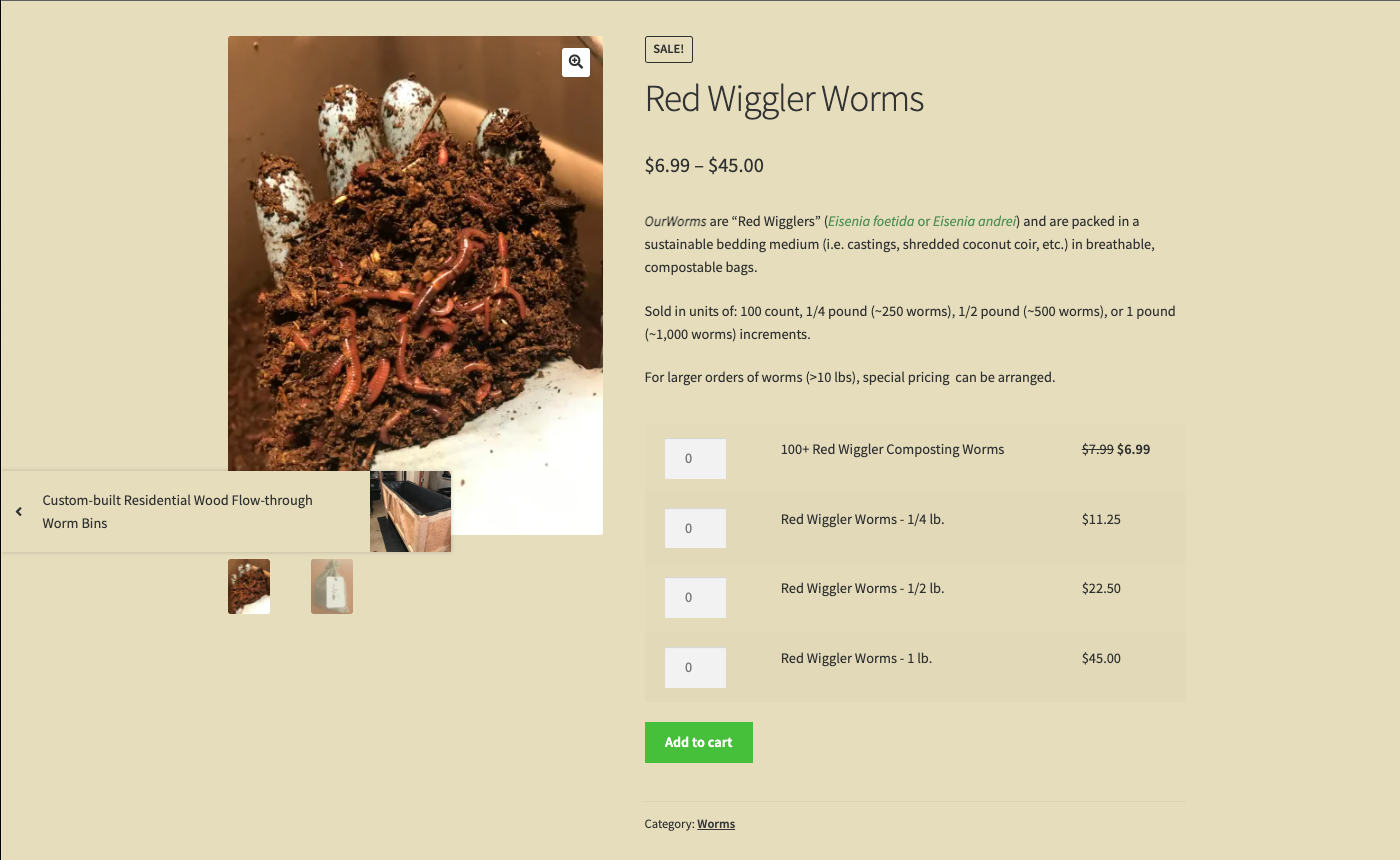 SALE!
Red Wiggler Worms
$6.99 – $45.00
OurWorms are “Red Wigglers” (Eisenia foetida or Eisenia andrei) and are packed in a
sustainable bedding medium (i.e. castings, shredded coconut coir, etc.) in breathable,
compostable bags.
Sold in units of: 100 count, 1/4 pound (~250 worms), 1/2 pound (~500 worms), or 1 pound
(~1,000 worms) increments.
For larger orders of worms (>10 lbs), special pricing  can be arranged.
0 100+ Red Wiggler Composting Worms $7.99 $6.99
0 Red Wiggler Worms - 1/4 lb. $11.25
0 Red Wiggler Worms - 1/2 lb. $22.50
0 Red Wiggler Worms - 1 lb. $45.00
Add to cart
Category: Worms
Custom-built Residential Wood Flow-through
Worm Bins